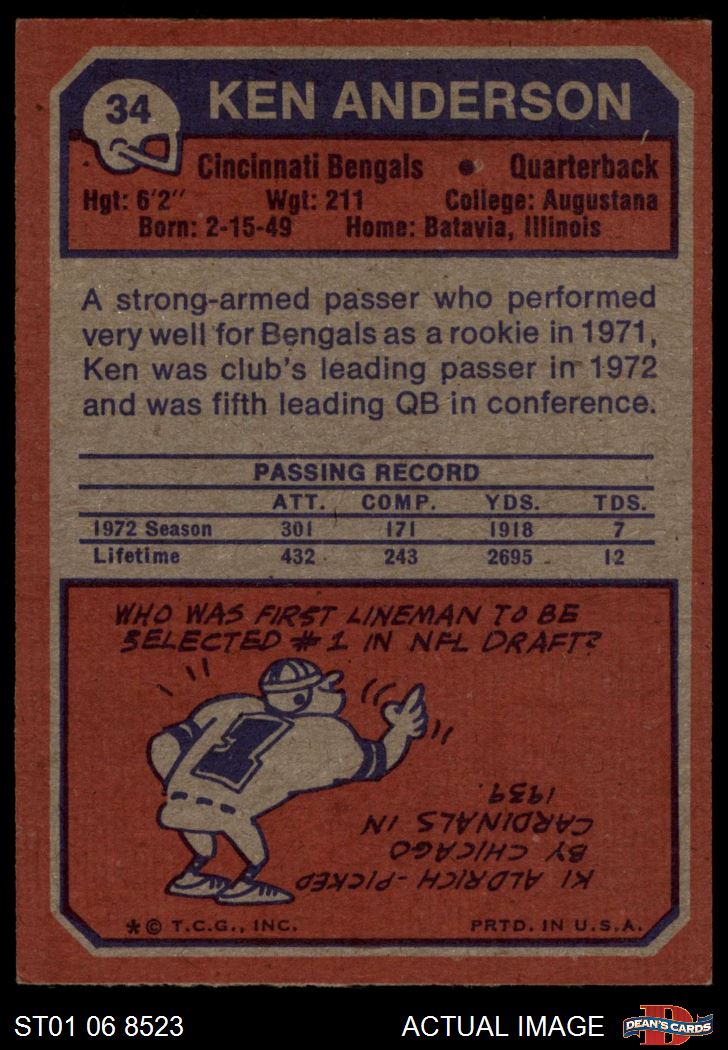 34
KEN ANDERSON
Cincinnati Bengals • Quarterback
Hgt: 6'2" Wgt: 211 College: Augustana
Born: 2-15-49 Home: Batavia, Illinois
A strong-armed passer who performed
very well for Bengals as a rookie in 1971,
Ken was club's leading passer in 1972
and was fifth leading QB in conference.
PASSING RECORD
ATT. COMP. YDS. TDS.
1972 Season 301 171 1918 7
Lifetime 432 243 2695 12
WHO WAS FIRST LINEMAN TO BE
SELECTED #1 IN NFL DRAFT?
1
KI ALDRICH - PICKED
BY CHICAGO
CARDINALS IN
1939.
* © T.C.G., INC. PRTD. IN U.S.A.
ST01 06 8523 ACTUAL IMAGE
D
DEAN'S CARDS